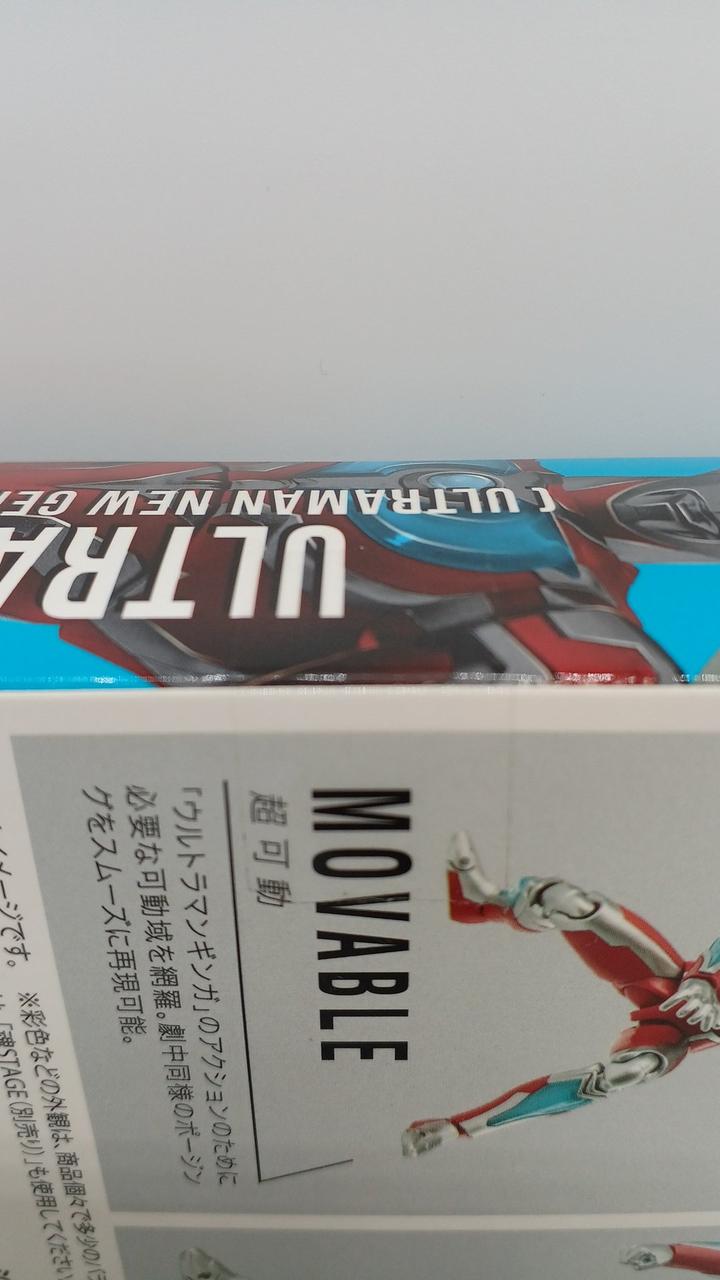 ( ULTRAMAN NEW GE
ULTRA
MOVABLE
超可動
「ウルトラマンギンガ」のアクションのために
必要な可動域を網羅。劇中同様のポージン
グをスムーズに再現可能。
イメージです。 ※彩色などの外観は、商品個々で多少のバラ
「魂STAGE(別売り)」も使用してください